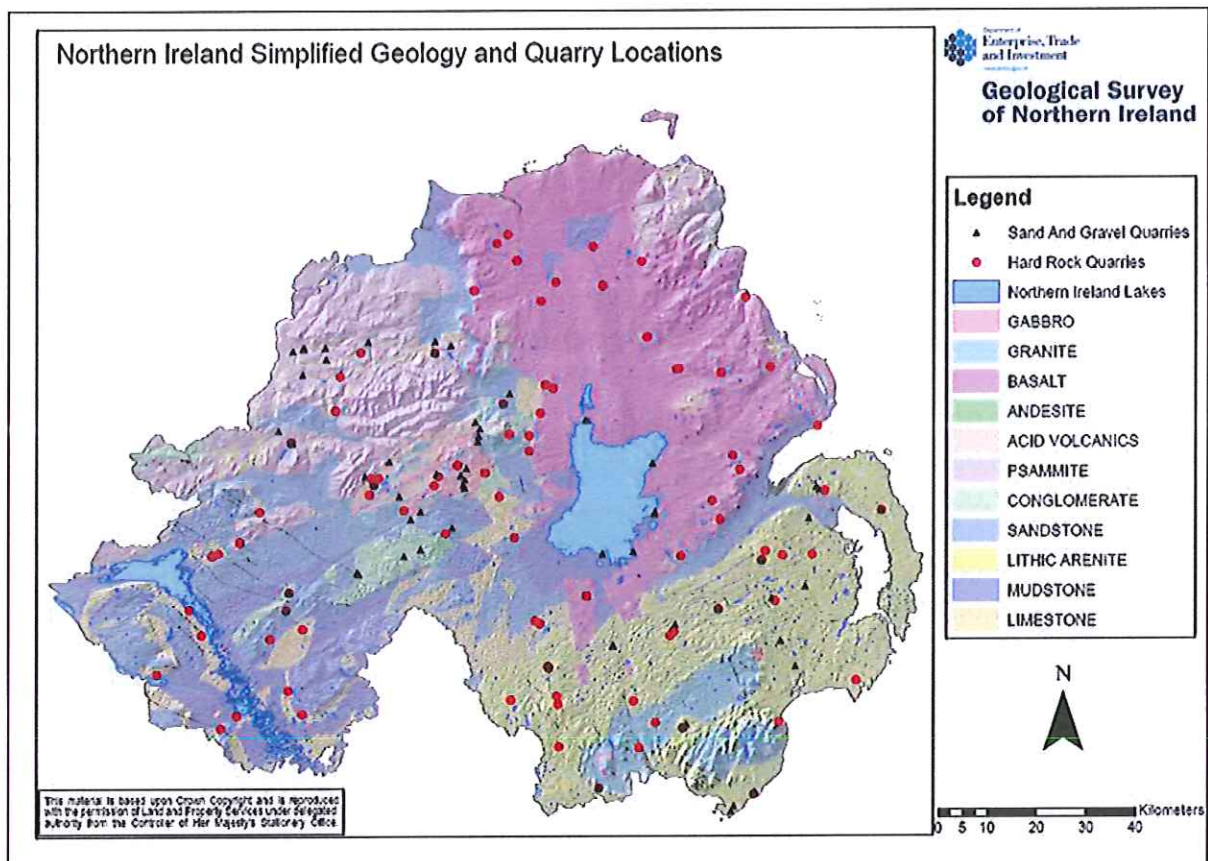 Northern Ireland Simplified Geology and Quarry Locations
Department of
Enterprise, Trade
and Investment
Geological Survey
of Northern Ireland
Legend
Sand And Gravel Quarries
Hard Rock Quarries
Northern Ireland Lakes
GABBRO
GRANITE
BASALT
ANDESITE
ACID VOLCANICS
PSAMMITE
CONGLOMERATE
SANDSTONE
LITHIC ARENITE
MUDSTONE
LIMESTONE
N
Kilometers
0 5 10 20 30 40
This material is based upon Crown Copyright and is reproduced
with the permission of Land and Property Services under delegated
authority from the Controller of Her Majesty's Stationery Office.